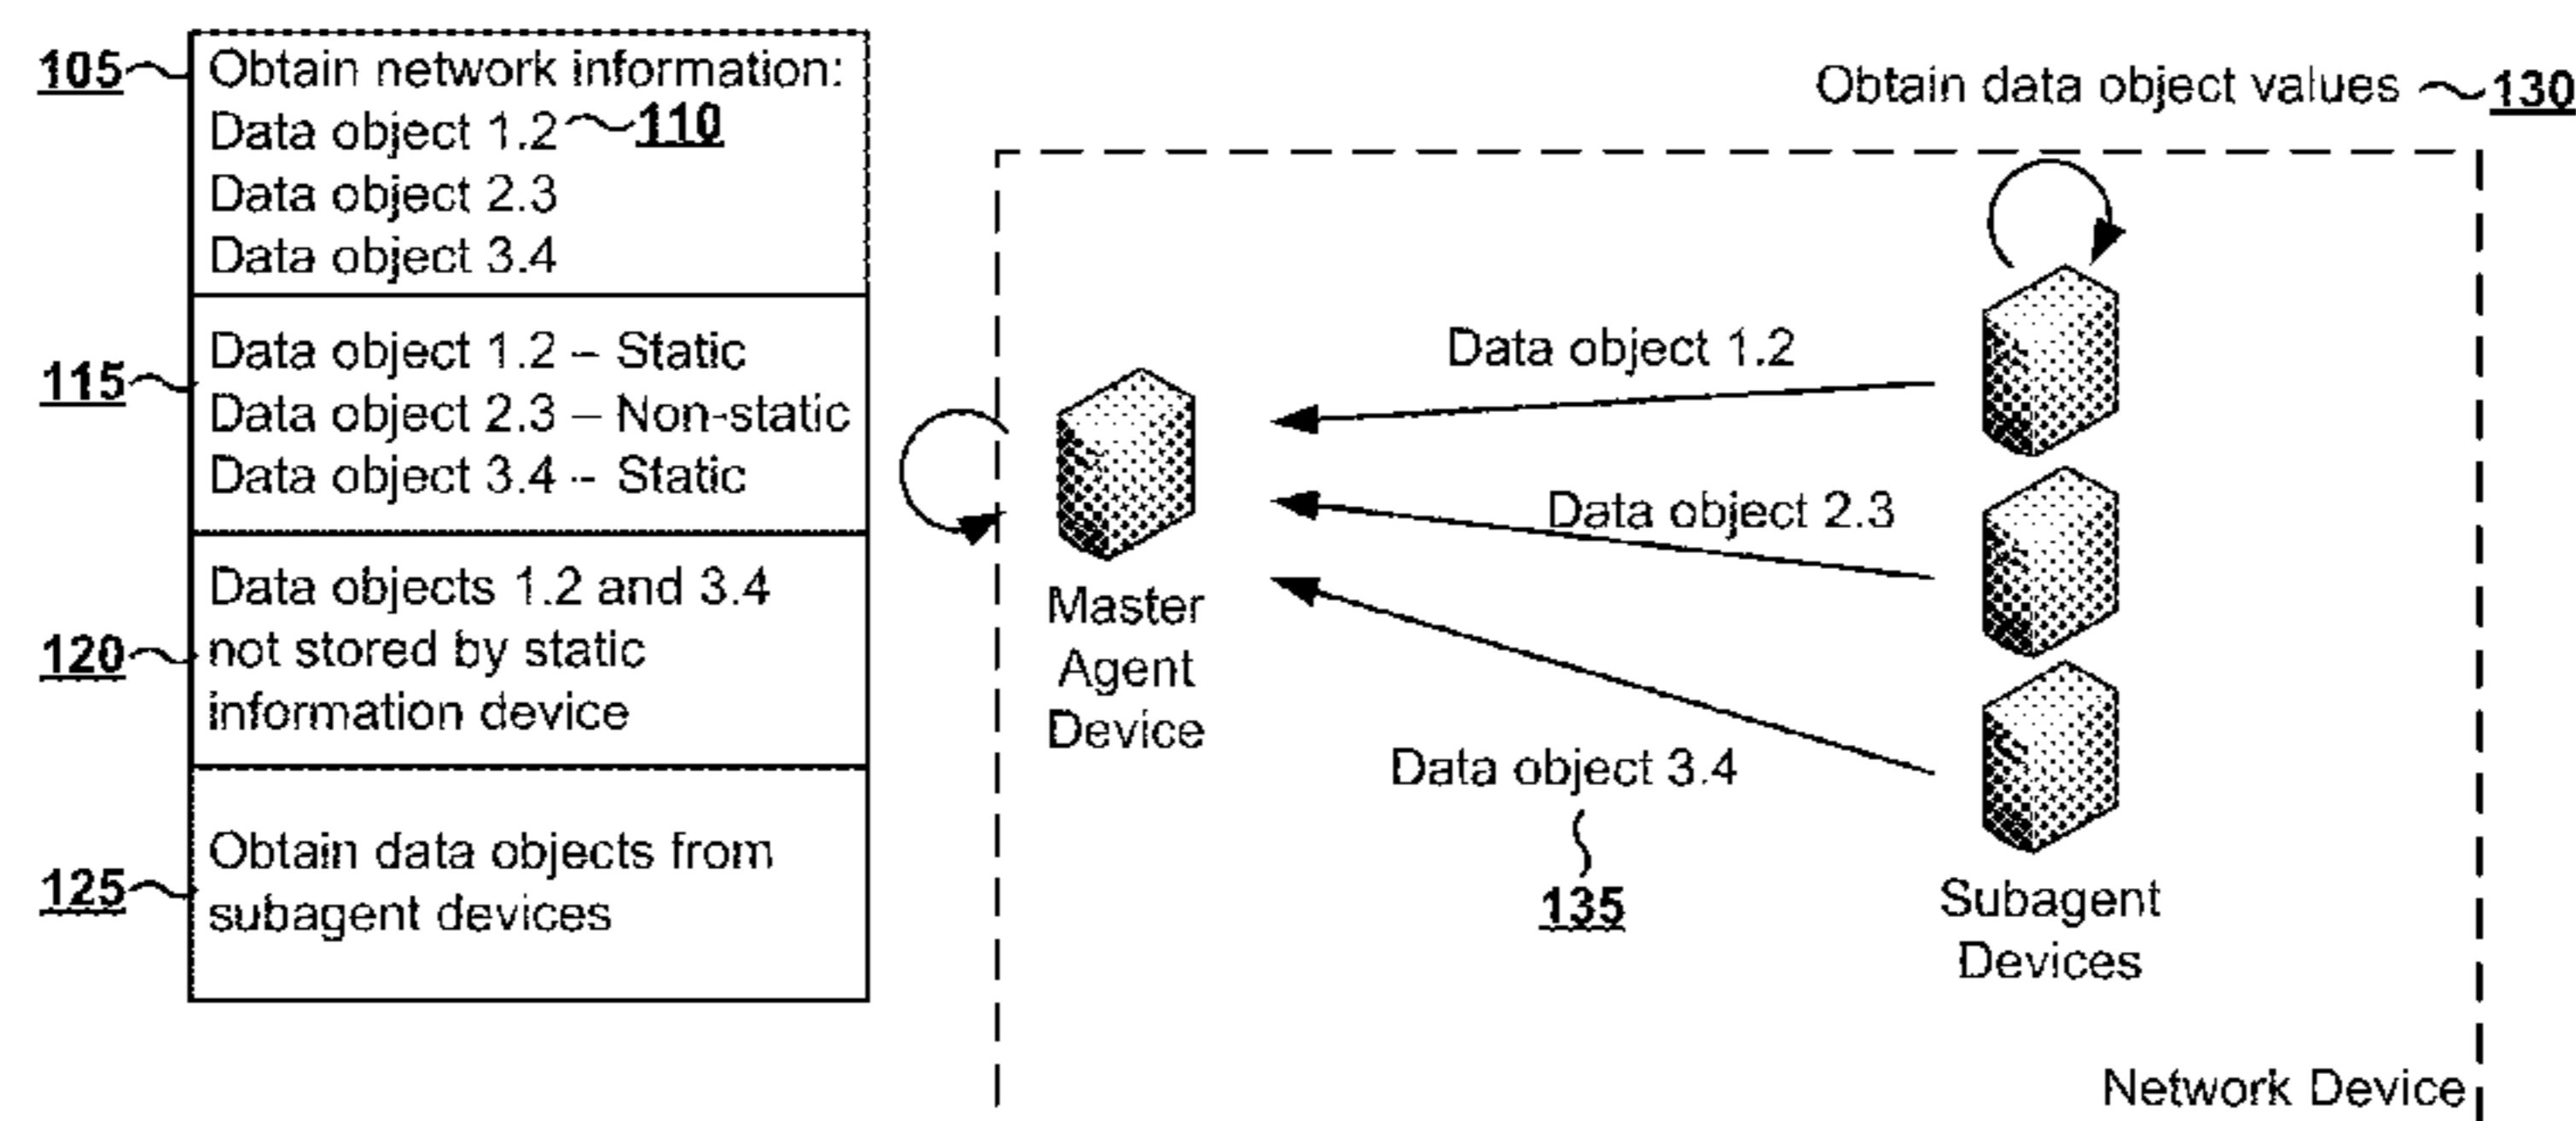 105
Obtain network information:
Data object 1.2
110
Data object 2.3
Data object 3.4
115
Data object 1.2 – Static
Data object 2.3 – Non-static
Data object 3.4 -- Static
120
Data objects 1.2 and 3.4
not stored by static
information device
125
Obtain data objects from
subagent devices
Obtain data object values
130
Data object 1.2
Data object 2.3
Data object 3.4
135
Master
Agent
Device
Subagent
Devices
Network Device